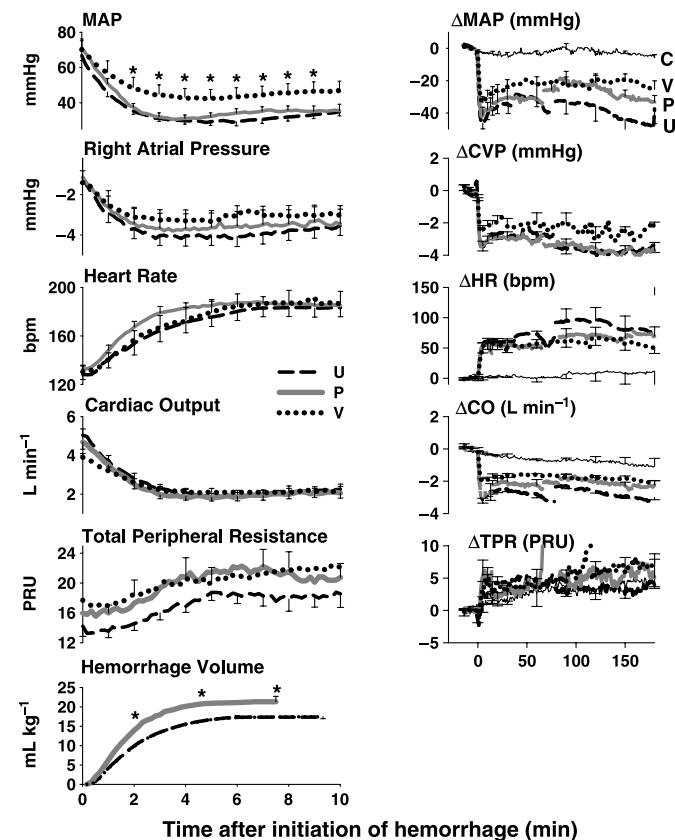 MAP
80
60
40
mmHg
* * * * * * * *
Right Atrial Pressure
−2
−4
mmHg
Heart Rate
200
160
120
bpm
U
P
V
Cardiac Output
6
4
2
L min⁻¹
Total Peripheral Resistance
24
20
16
12
PRU
Hemorrhage Volume
25
20
15
10
5
0
mL kg⁻¹
* * *
0 2 4 6 8 10
ΔMAP (mmHg)
0
−20
−40
C
V
P
U
ΔCVP (mmHg)
2
0
−2
−4
ΔHR (bpm)
150
100
50
0
ΔCO (L min⁻¹)
2
0
−2
−4
ΔTPR (PRU)
10
5
0
−5
0 50 100 150
Time after initiation of hemorrhage (min)